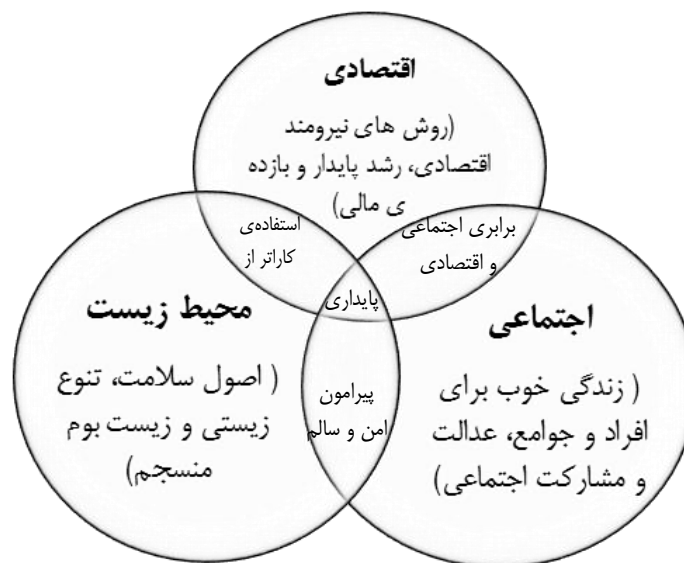 اقتصادی
(روش های نیرومند
اقتصادی، رشد پایدار و بازده
ی مالی)
برابری اجتماعی
و اقتصادی
استفاده‌ی
کاراتر از
پایداری
محیط زیست
( اصول سلامت، تنوع
زیستی و زیست بوم
منسجم)
پیرامون
امن و سالم
اجتماعی
( زندگی خوب برای
افراد و جوامع، عدالت
و مشارکت اجتماعی)